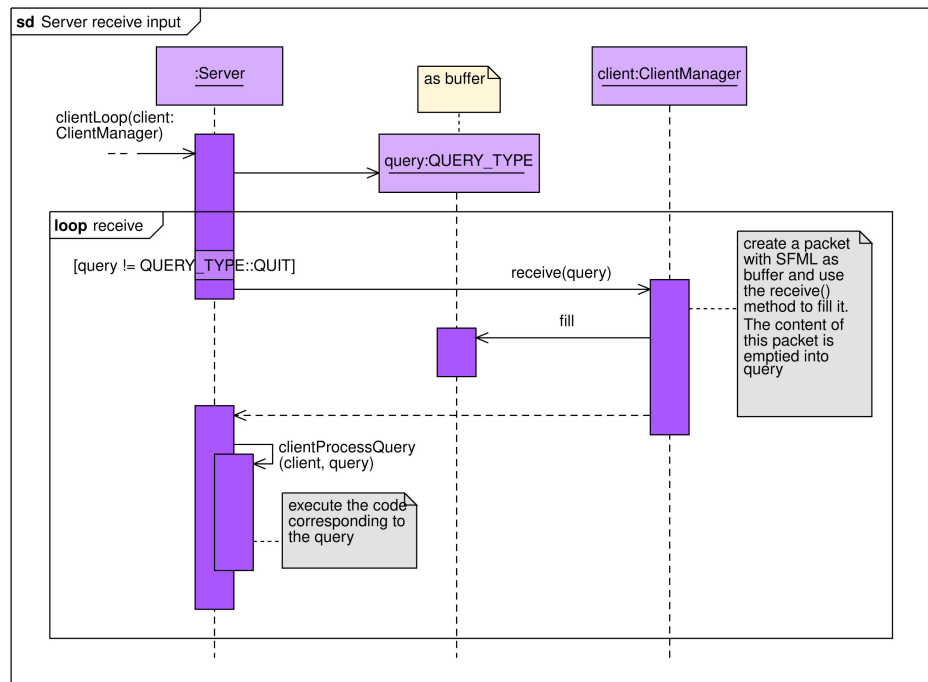 sd Server receive input
:Server
as buffer
client:ClientManager
clientLoop(client:
ClientManager)
query:QUERY_TYPE
loop receive
[query != QUERY_TYPE::QUIT]
receive(query)
create a packet
with SFML as
buffer and use
the receive()
method to fill it.
The content of
this packet is
emptied into
query
fill
clientProcessQuery
(client, query)
execute the code
corresponding to
the query